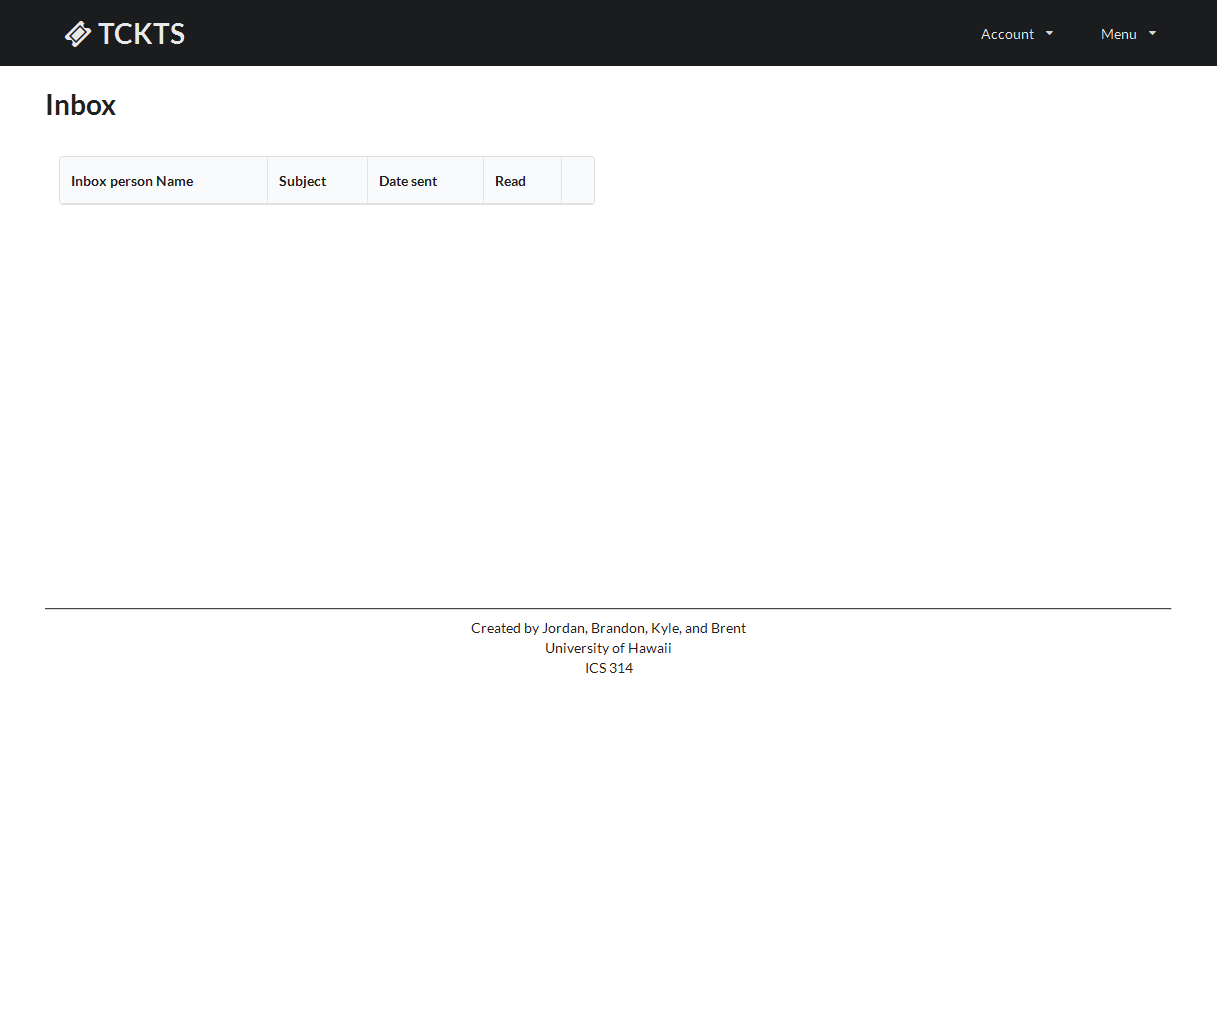 TCKTS
Account
Menu
Inbox
Inbox person Name
Subject
Date sent
Read
Created by Jordan, Brandon, Kyle, and Brent
University of Hawaii
ICS 314